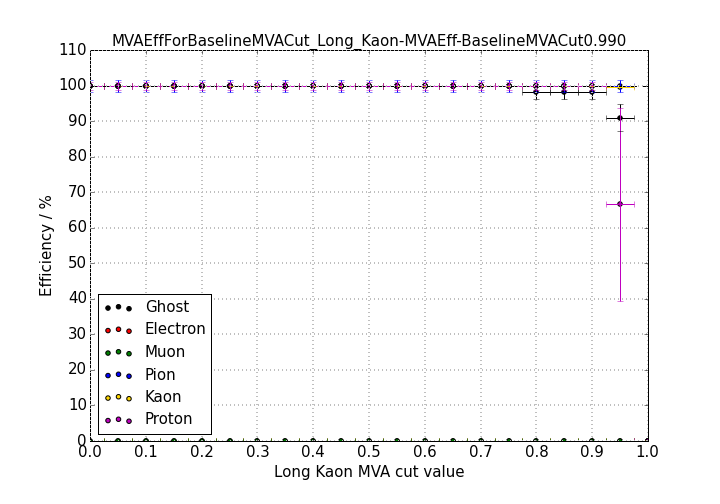 MVAEffForBaselineMVACut_Long_Kaon-MVAEff-BaselineMVACut0.990
110
100
90
80
70
60
50
40
30
20
10
0
Efficiency / %
Ghost
Electron
Muon
Pion
Kaon
Proton
0.0 0.1 0.2 0.3 0.4 0.5 0.6 0.7 0.8 0.9 1.0
Long Kaon MVA cut value